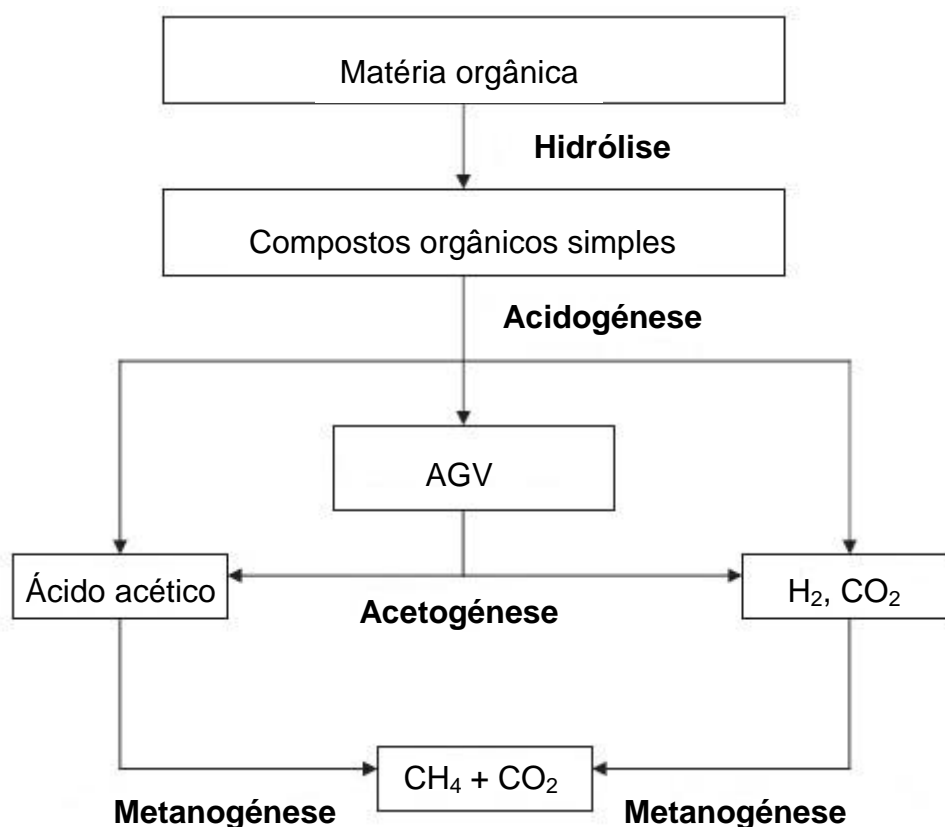 Matéria orgânica
Hidrólise
Compostos orgânicos simples
Acidogénese
AGV
Ácido acético
H₂, CO₂
Acetogénese
CH₄ + CO₂
Metanogénese
Metanogénese